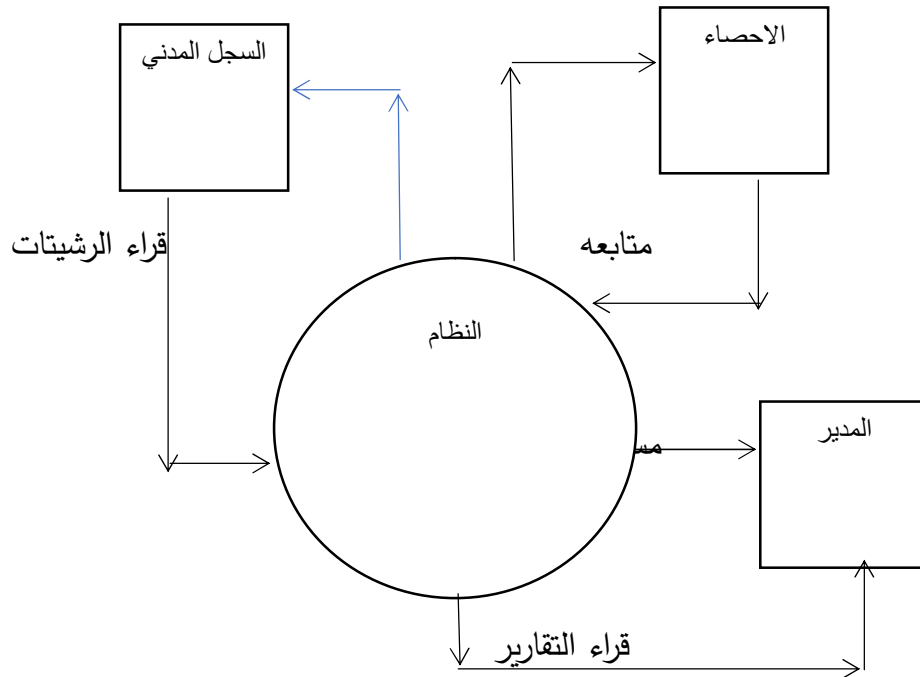 الاحصاء
السجل المدني
قراء الرشيتات
متابعه
النظام
المدير
قراء التقارير